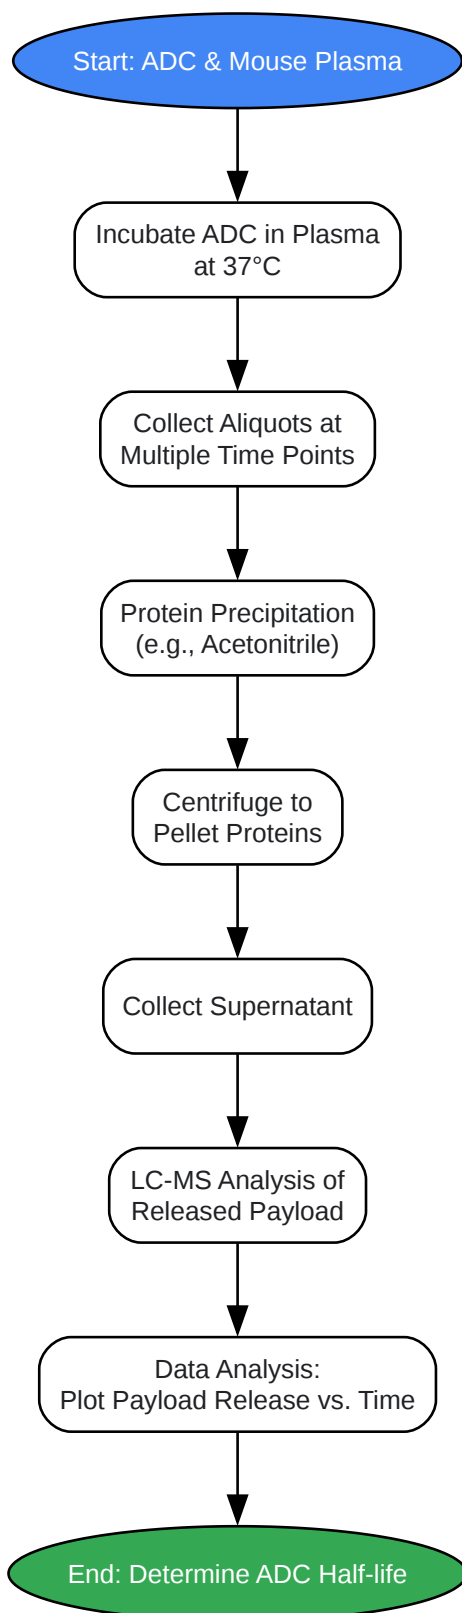 Start: ADC & Mouse Plasma
Incubate ADC in Plasma
at 37°C
Collect Aliquots at
Multiple Time Points
Protein Precipitation
(e.g., Acetonitrile)
Centrifuge to
Pellet Proteins
Collect Supernatant
LC-MS Analysis of
Released Payload
Data Analysis:
Plot Payload Release vs. Time
End: Determine ADC Half-life